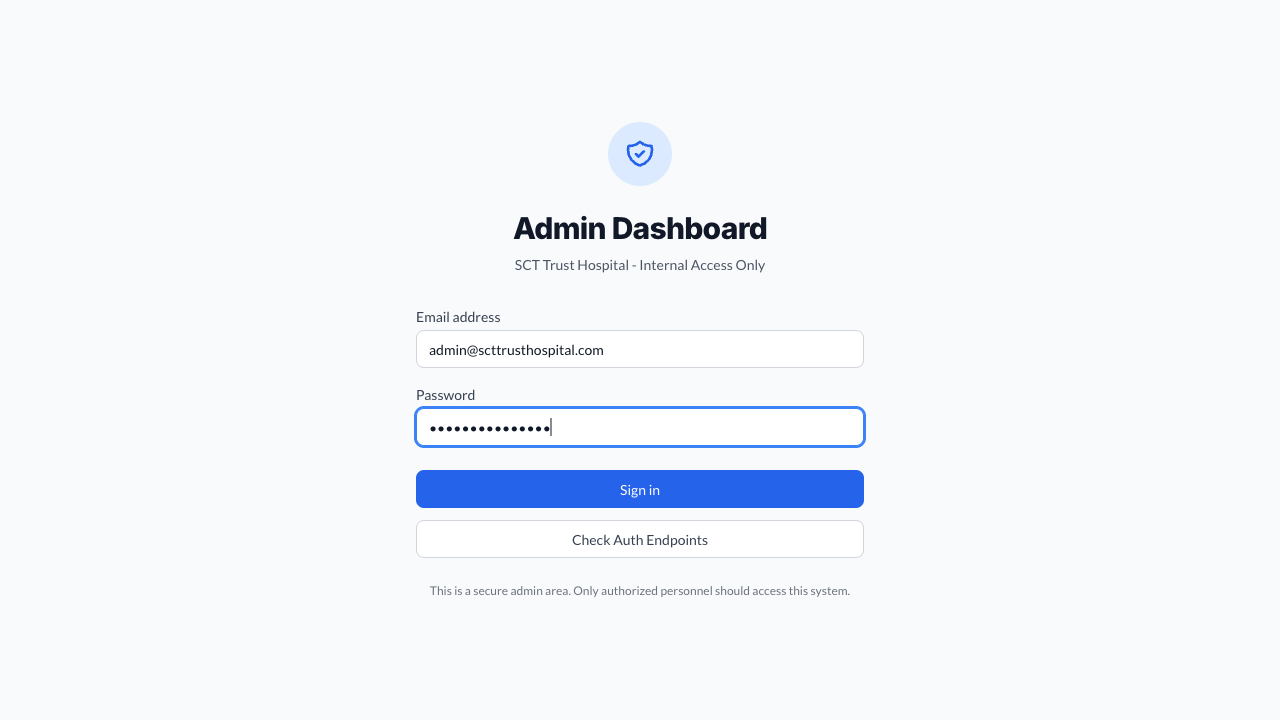 Admin Dashboard
SCT Trust Hospital - Internal Access Only
Email address
admin@scttrusthospital.com
Password
•••••••••••••••
Sign in
Check Auth Endpoints
This is a secure admin area. Only authorized personnel should access this system.